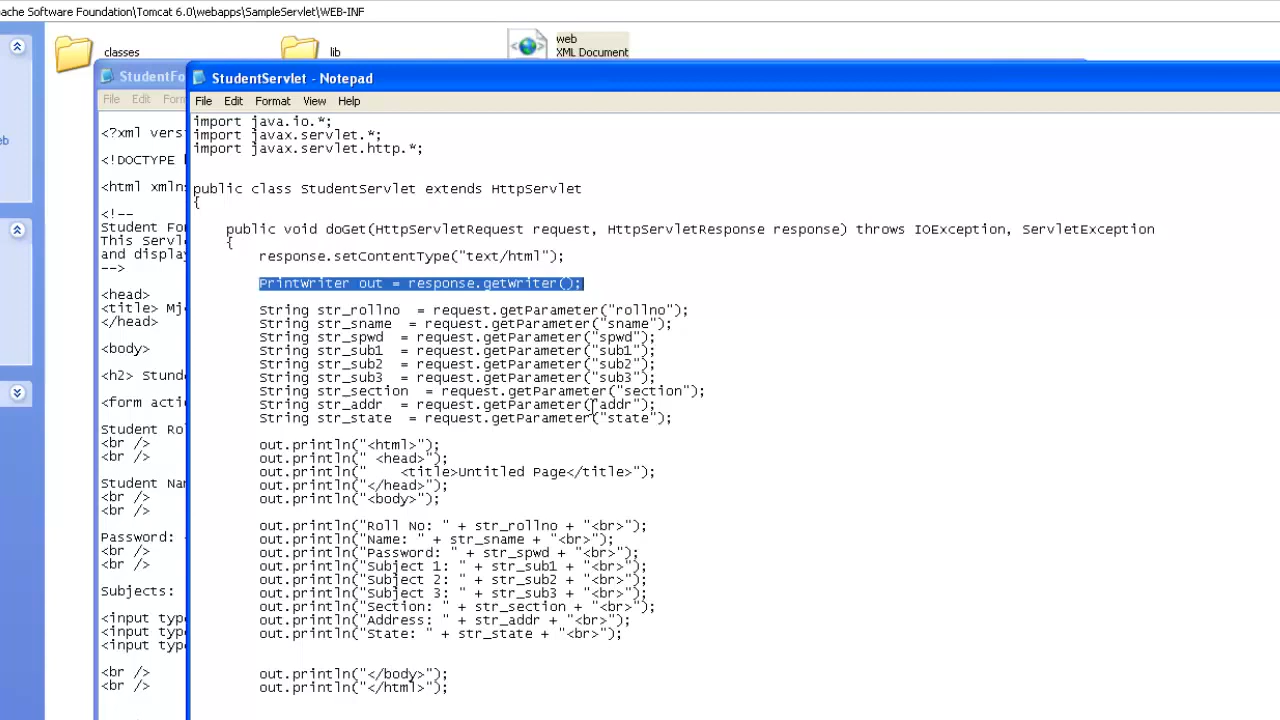 ache Software Foundation\Tomcat 6.0\webapps\SampleServlet\WEB-INF
classes
lib
web
XML Document
eb
StudentFo
File Edit Form
<?xml vers
<!DOCTYPE
<html xmlns
<!--
Student Fo
This Servl
and display
-->
<head>
<title> Mj
</head>
<body>
<h2> Stund
<form actio
Student Ro
<br />
<br />
Student Na
<br />
<br />
Password:
<br />
<br />
Subjects:
<input type
<input type
<input type
<br />
<br />
StudentServlet - Notepad
File Edit Format View Help
import java.io.*;
import javax.servlet.*;
import javax.servlet.http.*;
public class StudentServlet extends HttpServlet
{
public void doGet(HttpServletRequest request, HttpServletResponse response) throws IOException, ServletException
{
response.setContentType("text/html");
PrintWriter out = response.getWriter();
String str_rollno = request.getParameter("rollno");
String str_sname = request.getParameter("sname");
String str_spwd = request.getParameter("spwd");
String str_sub1 = request.getParameter("sub1");
String str_sub2 = request.getParameter("sub2");
String str_sub3 = request.getParameter("sub3");
String str_section = request.getParameter("section");
String str_addr = request.getParameter("addr");
String str_state = request.getParameter("state");
out.println("<html>");
out.println(" <head>");
out.println(" <title>Untitled Page</title>");
out.println("</head>");
out.println("<body>");
out.println("Roll No: " + str_rollno + "<br>");
out.println("Name: " + str_sname + "<br>");
out.println("Password: " + str_spwd + "<br>");
out.println("Subject 1: " + str_sub1 + "<br>");
out.println("Subject 2: " + str_sub2 + "<br>");
out.println("Subject 3: " + str_sub3 + "<br>");
out.println("Section: " + str_section + "<br>");
out.println("Address: " + str_addr + "<br>");
out.println("State: " + str_state + "<br>");
out.println("</body>");
out.println("</html>");